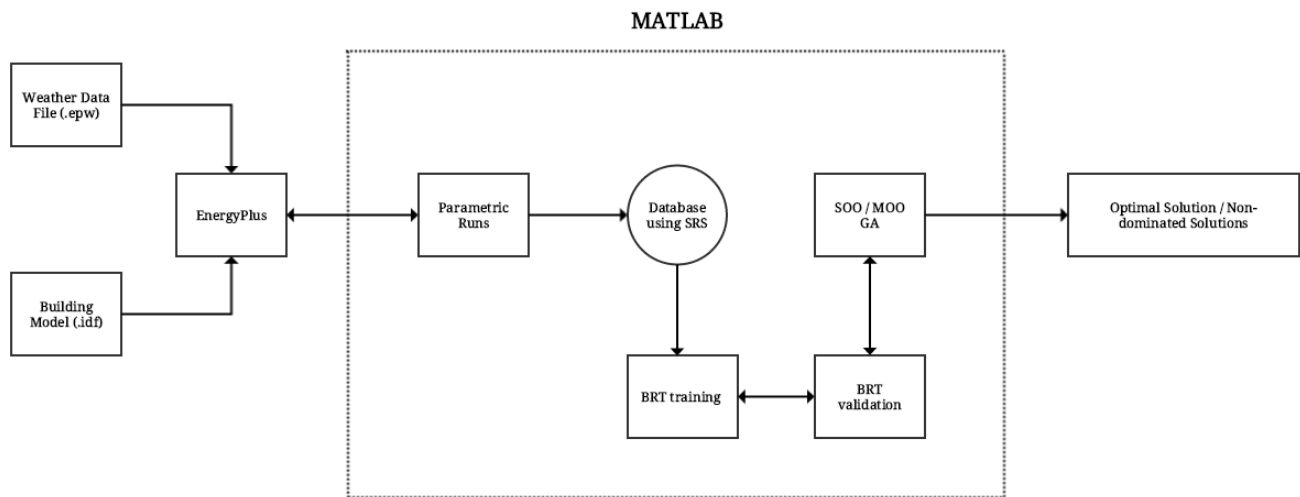 MATLAB
Weather Data
File (.epw)
EnergyPlus
Building
Model (.idf)
Parametric
Runs
Database
using SRS
BRT training
BRT
validation
SOO / MOO
GA
Optimal Solution / Non-
dominated Solutions